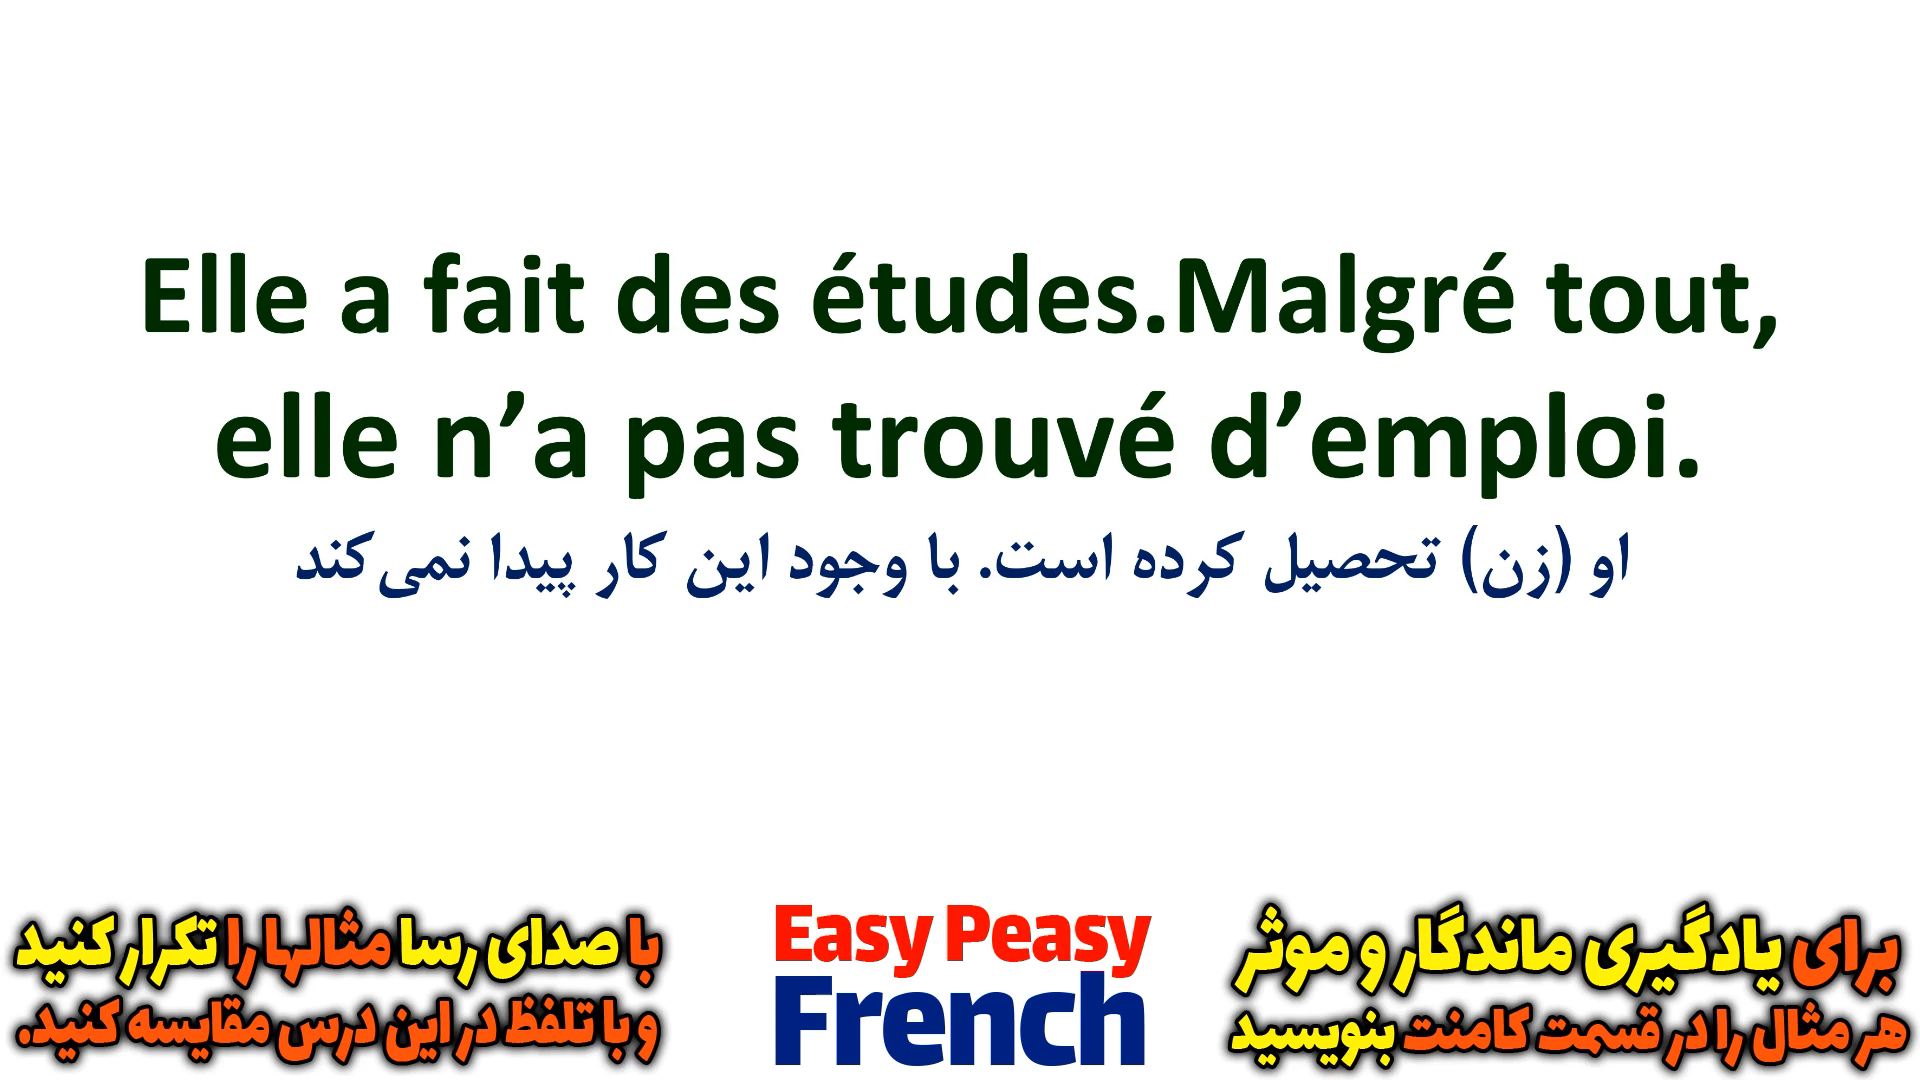 Elle a fait des études.Malgré tout,
elle n’a pas trouvé d’emploi.
او (زن) تحصیل کرده است. با وجود این کار پیدا نمی‌کند
با صدای رسا مثالها را تکرار کنید
و با تلفظ در این درس مقایسه کنید.
Easy Peasy
French
برای یادگیری ماندگار و موثر
هر مثال را در قسمت کامنت بنویسید